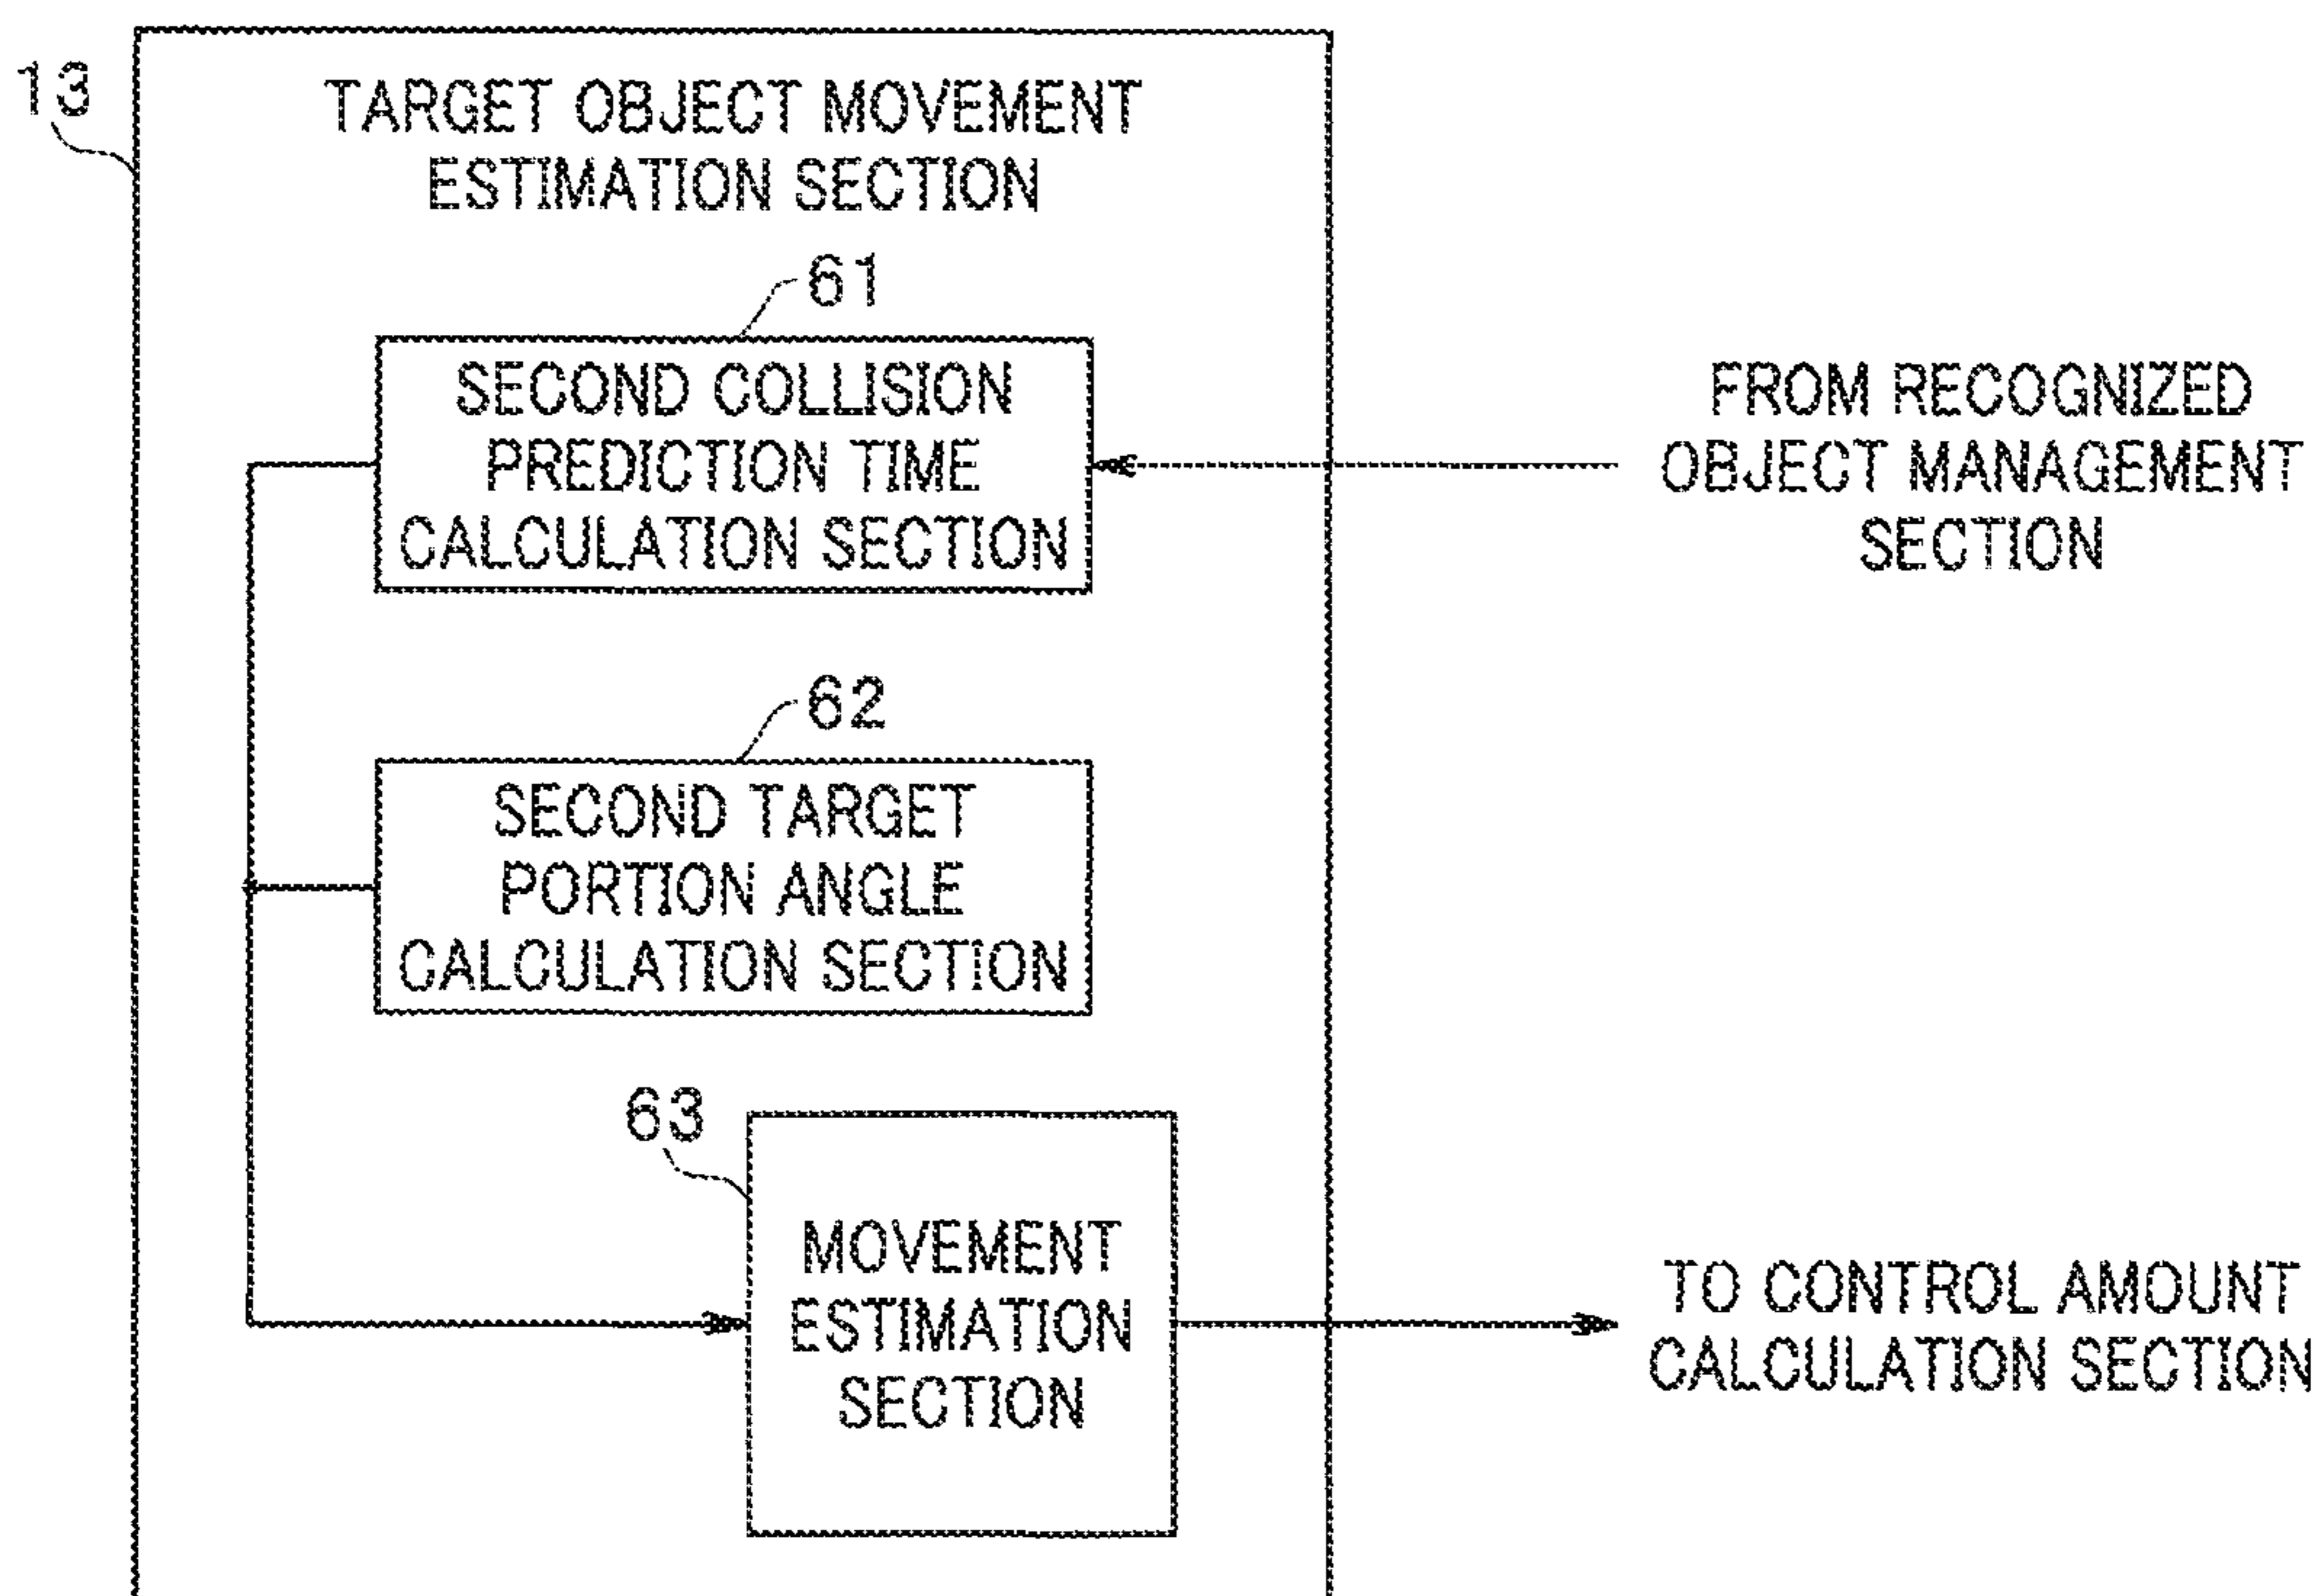 13
TARGET OBJECT MOVEMENT
ESTIMATION SECTION
61
SECOND COLLISION
PREDICTION TIME
CALCULATION SECTION
FROM RECOGNIZED
OBJECT MANAGEMENT
SECTION
62
SECOND TARGET
PORTION ANGLE
CALCULATION SECTION
63
MOVEMENT
ESTIMATION
SECTION
TO CONTROL AMOUNT
CALCULATION SECTION